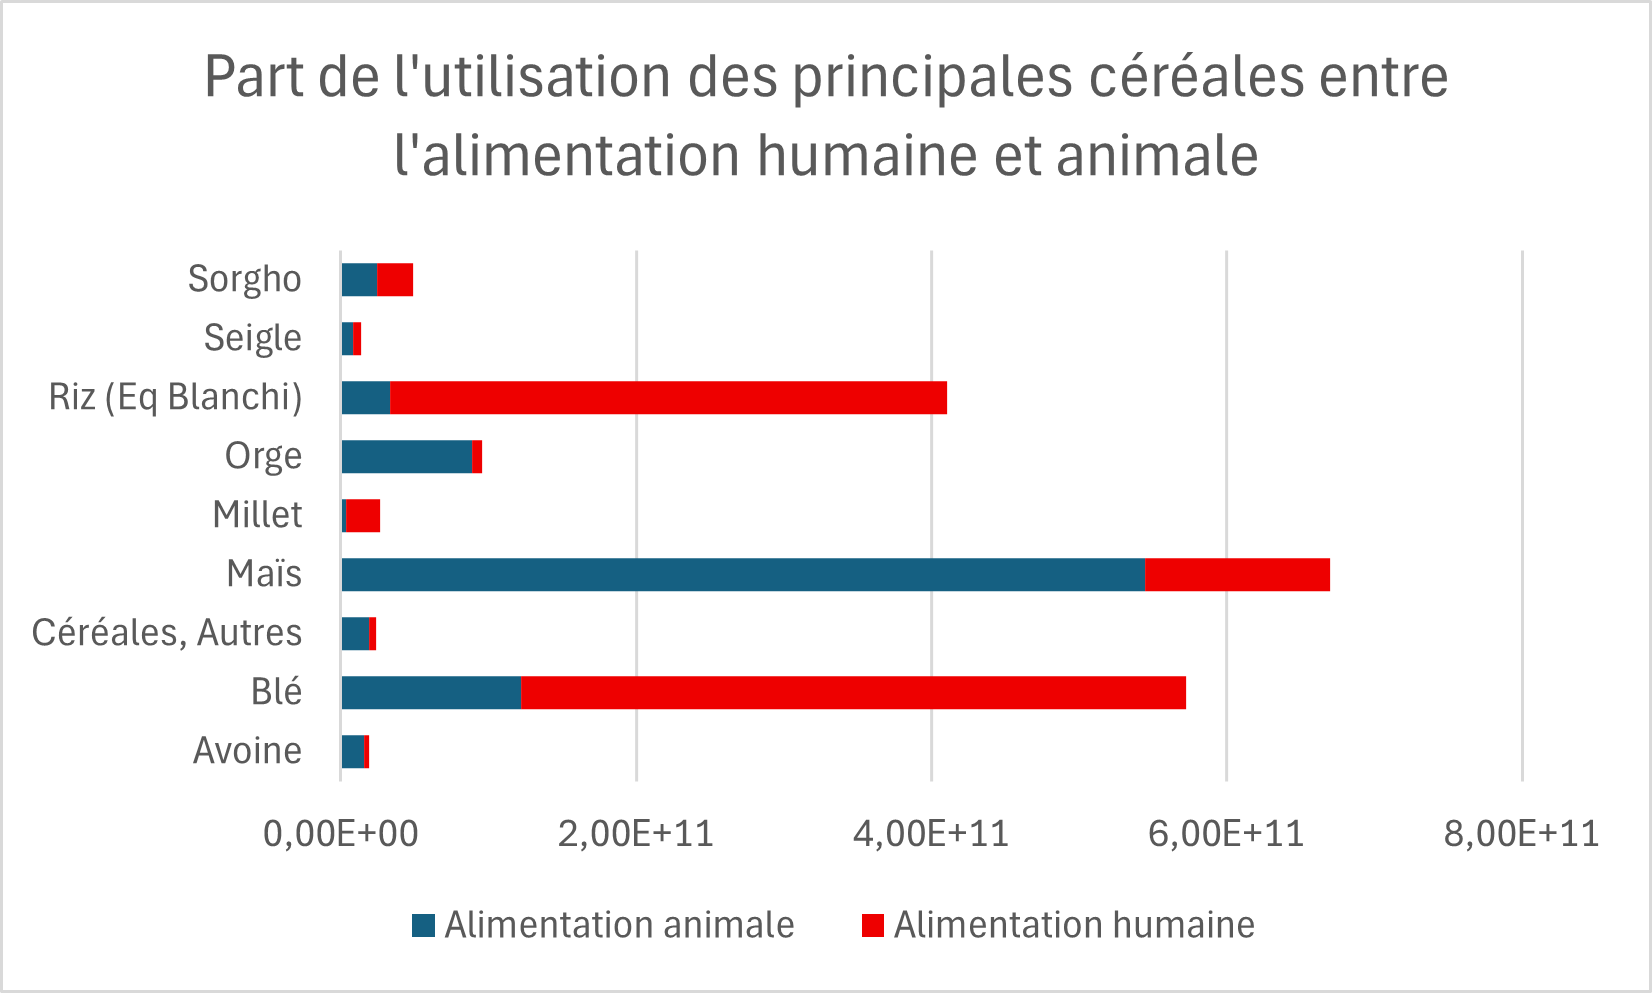 Part de l'utilisation des principales céréales entre
l'alimentation humaine et animale
Sorgho
Seigle
Riz (Eq Blanchi)
Orge
Millet
Maïs
Céréales, Autres
Blé
Avoine
0,00E+00 2,00E+11 4,00E+11 6,00E+11 8,00E+11
Alimentation animale Alimentation humaine